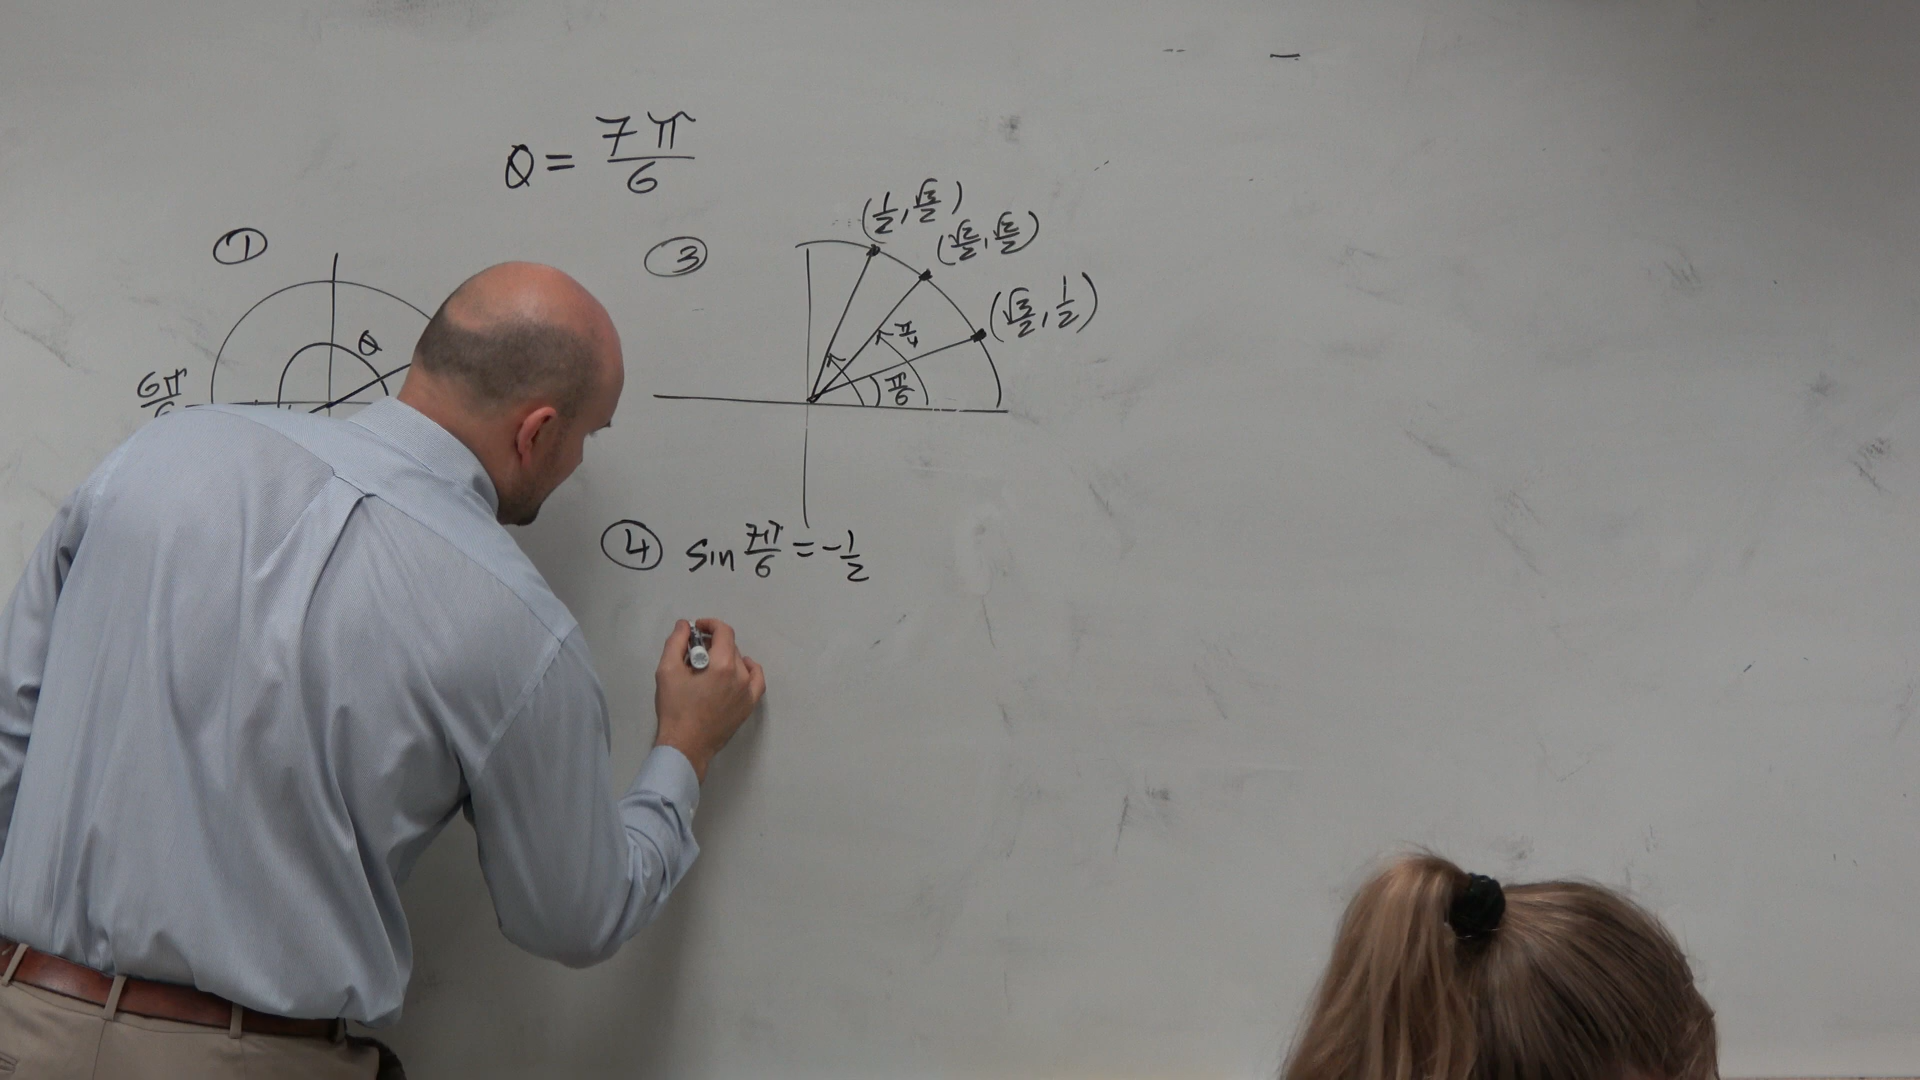 θ = 7π/6
①
θ
6π/6
③
(1/2, √3/2)
(√2/2, √2/2)
(√3/2, 1/2)
π/4
π/6
④ sin 7π/6 = -1/2